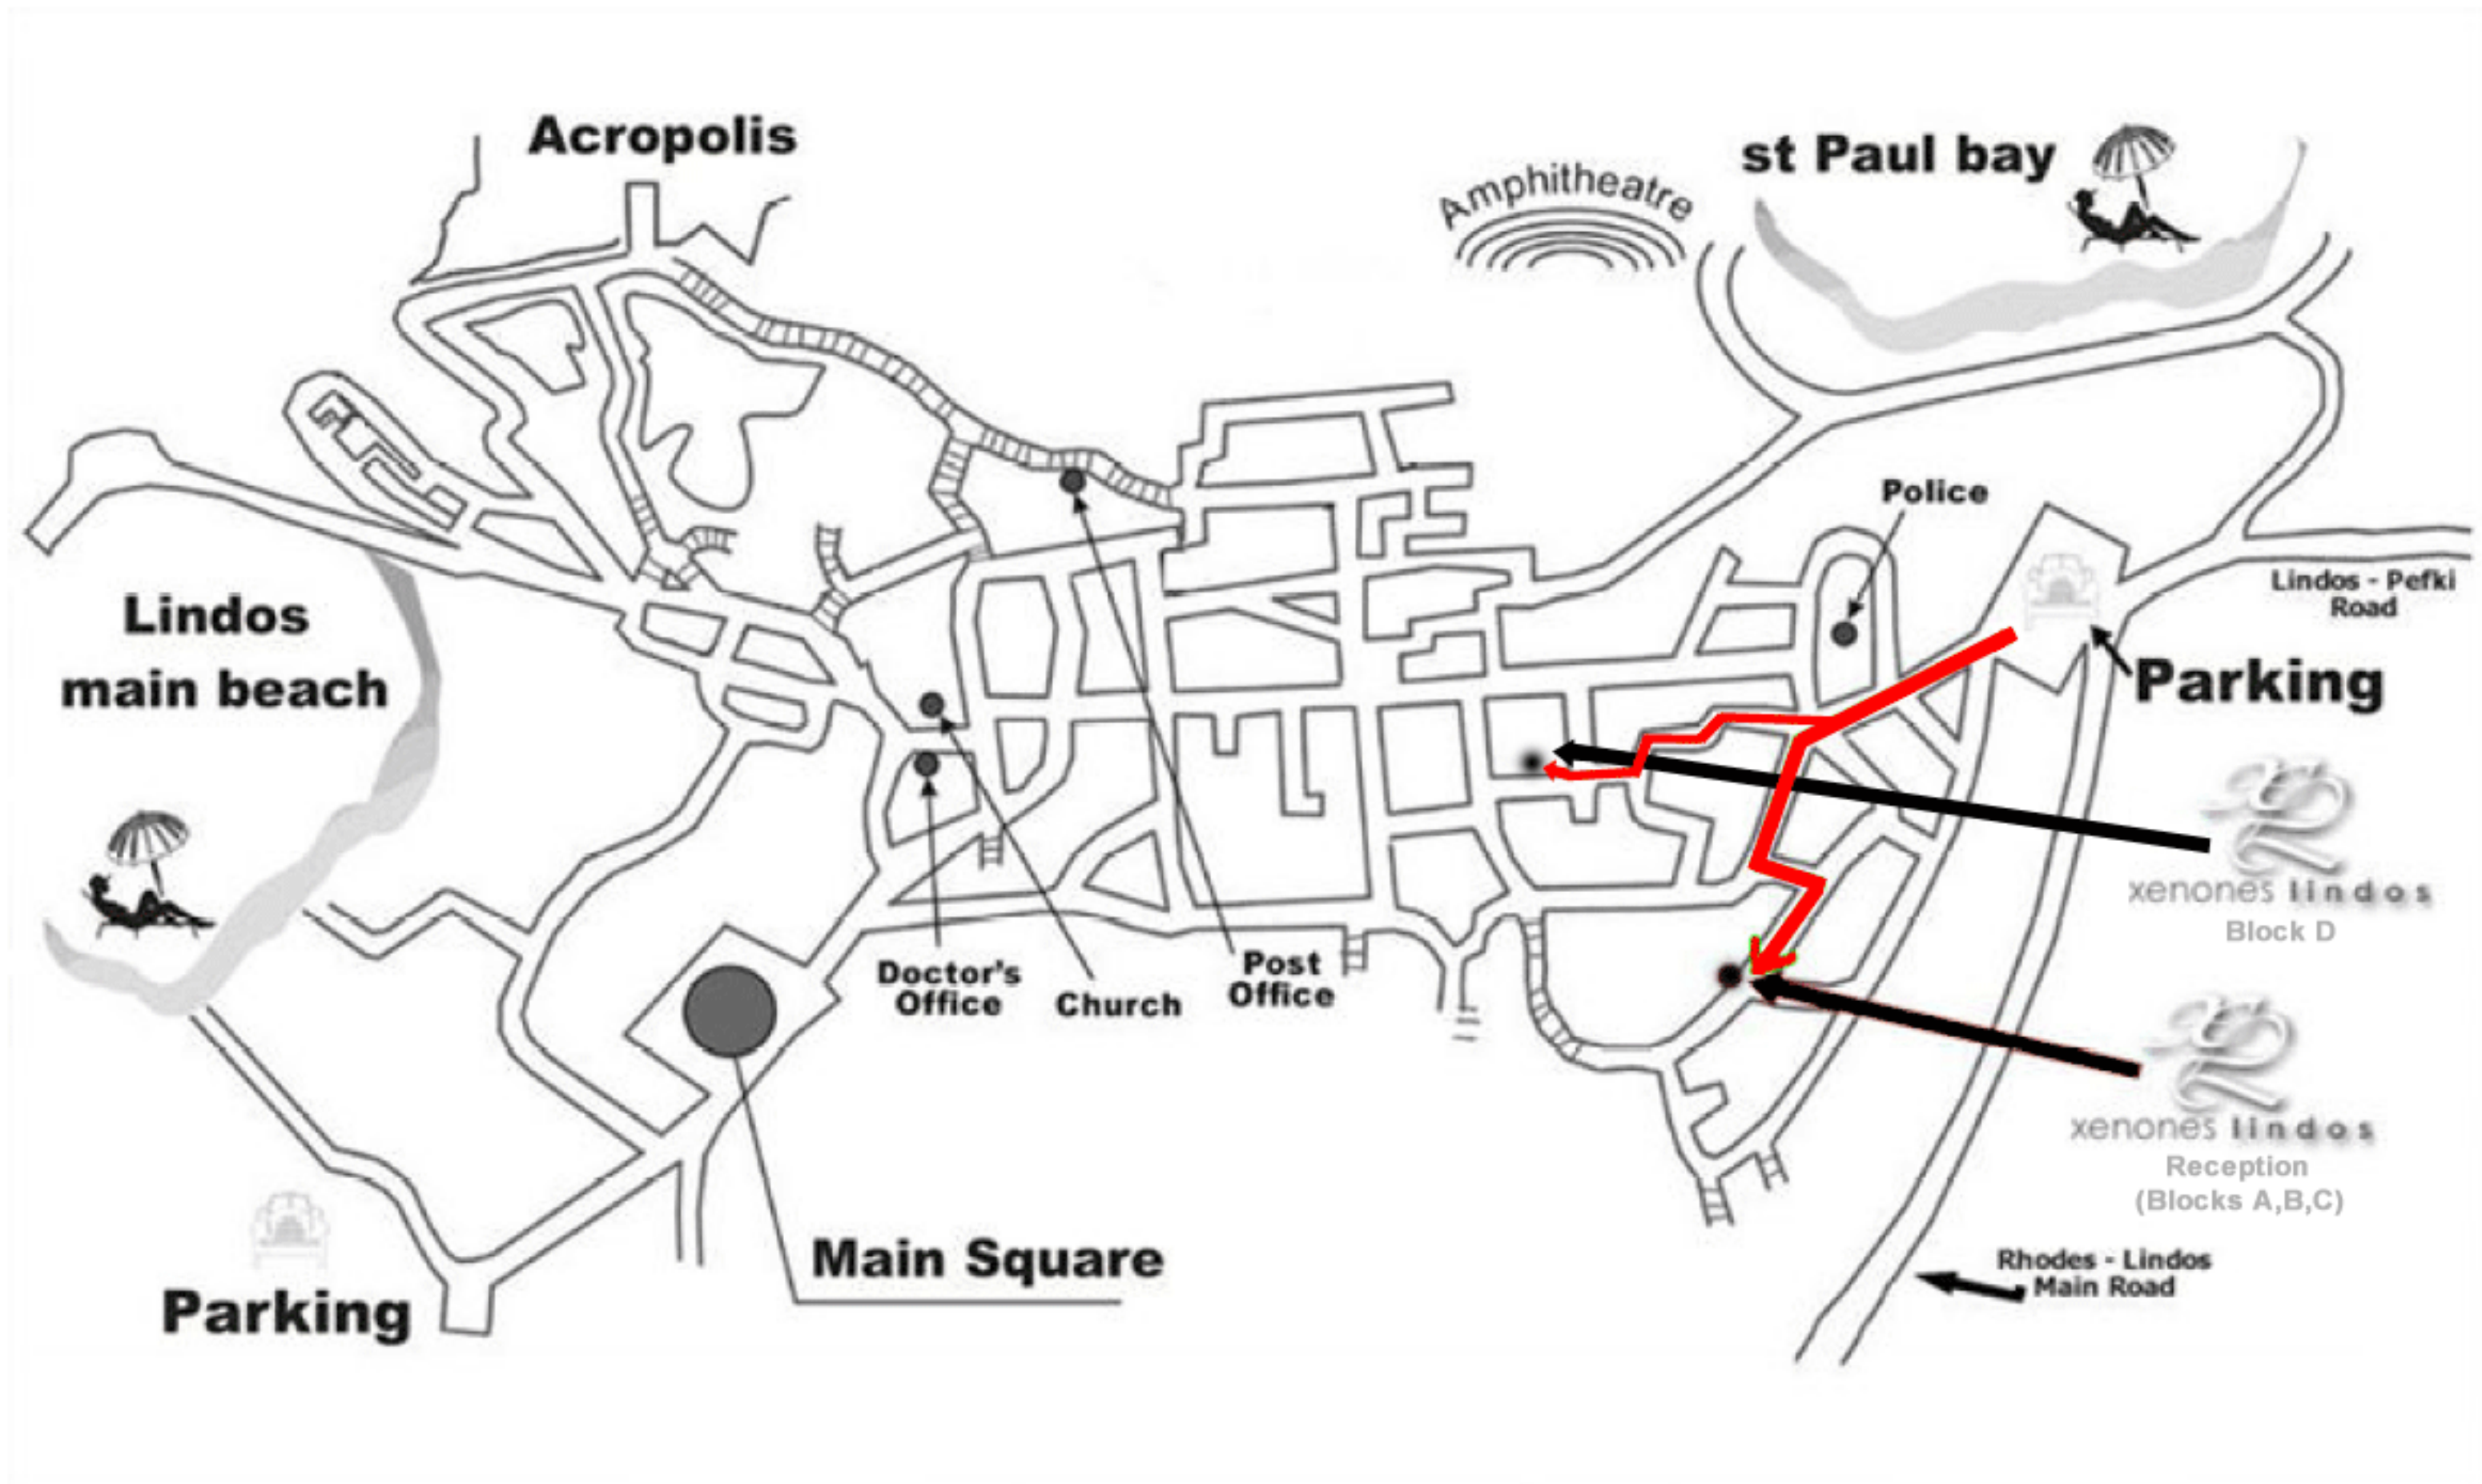 Acropolis
Amphitheatre
st Paul bay
Police
Lindos - Pefki
Road
Lindos
main beach
Parking
xenones lindos
Block D
Doctor's
Office
Church
Post
Office
xenones lindos
Reception
(Blocks A,B,C)
Main Square
Rhodes - Lindos
Main Road
Parking